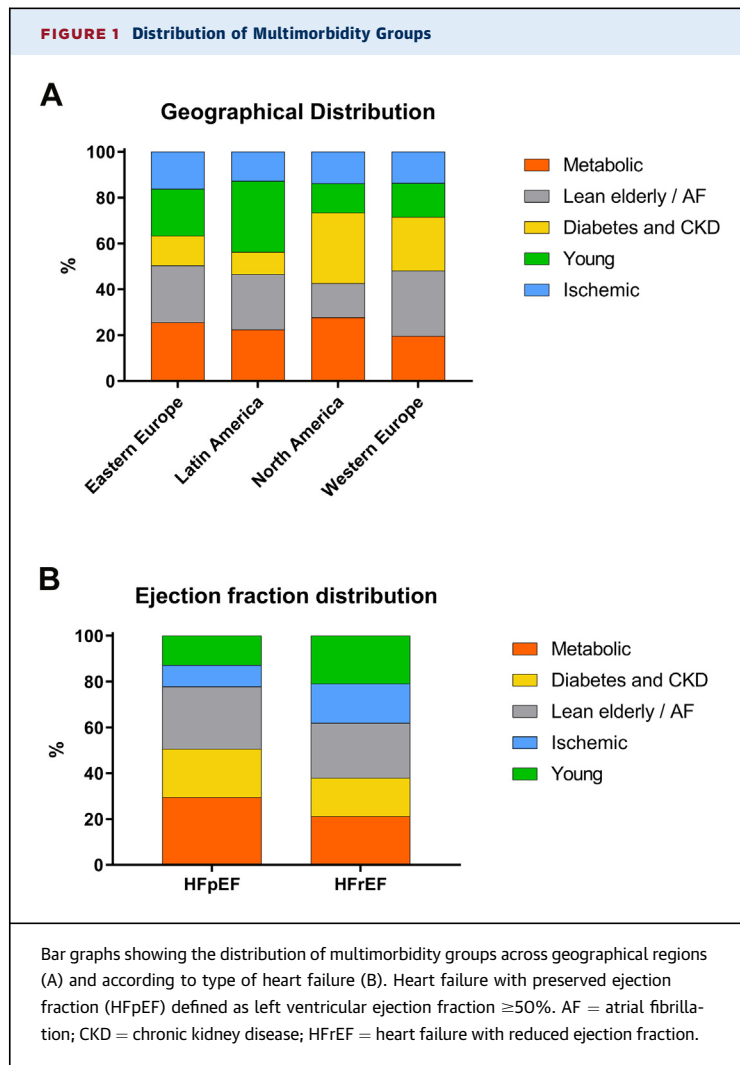 FIGURE 1 Distribution of Multimorbidity Groups
A
Geographical Distribution
100
80
60
40
20
0
%
Eastern Europe
Latin America
North America
Western Europe
Metabolic
Lean elderly / AF
Diabetes and CKD
Young
Ischemic
B
Ejection fraction distribution
100
80
60
40
20
0
%
HFpEF
HFrEF
Metabolic
Diabetes and CKD
Lean elderly / AF
Ischemic
Young
Bar graphs showing the distribution of multimorbidity groups across geographical regions
(A) and according to type of heart failure (B). Heart failure with preserved ejection
fraction (HFpEF) defined as left ventricular ejection fraction ≥50%. AF = atrial fibrilla-
tion; CKD = chronic kidney disease; HFrEF = heart failure with reduced ejection fraction.